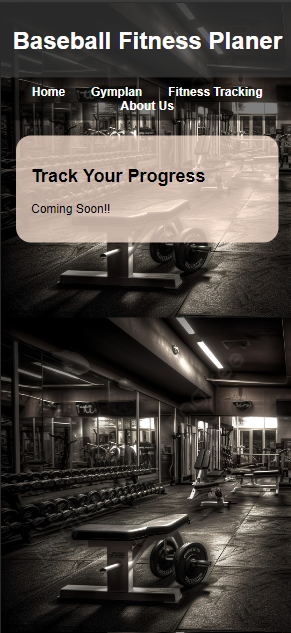 Baseball Fitness Planer
Home Gymplan Fitness Tracking
About Us
Track Your Progress
Coming Soon!!